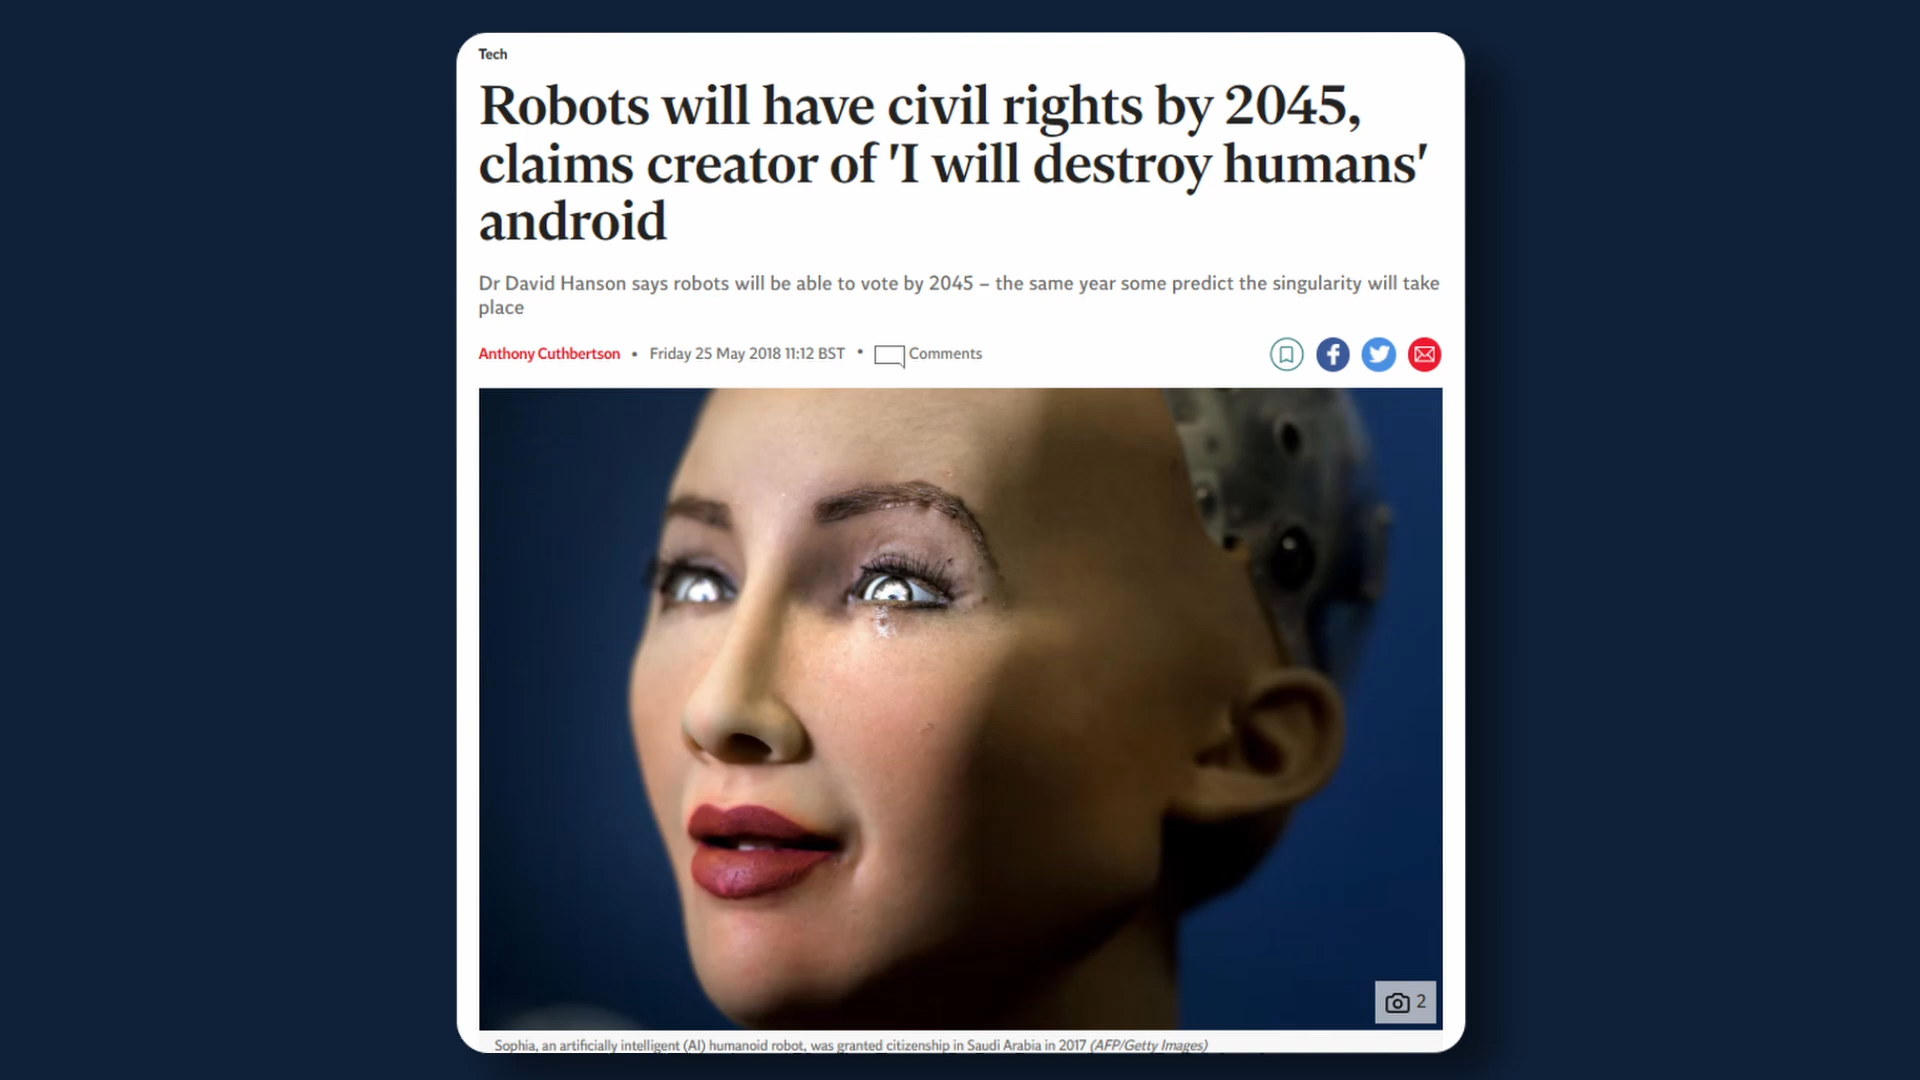 Tech
Robots will have civil rights by 2045,
claims creator of 'I will destroy humans'
android
Dr David Hanson says robots will be able to vote by 2045 – the same year some predict the singularity will take
place
Anthony Cuthbertson • Friday 25 May 2018 11:12 BST • Comments
2
Sophia, an artificially intelligent (AI) humanoid robot, was granted citizenship in Saudi Arabia in 2017 (AFP/Getty Images)